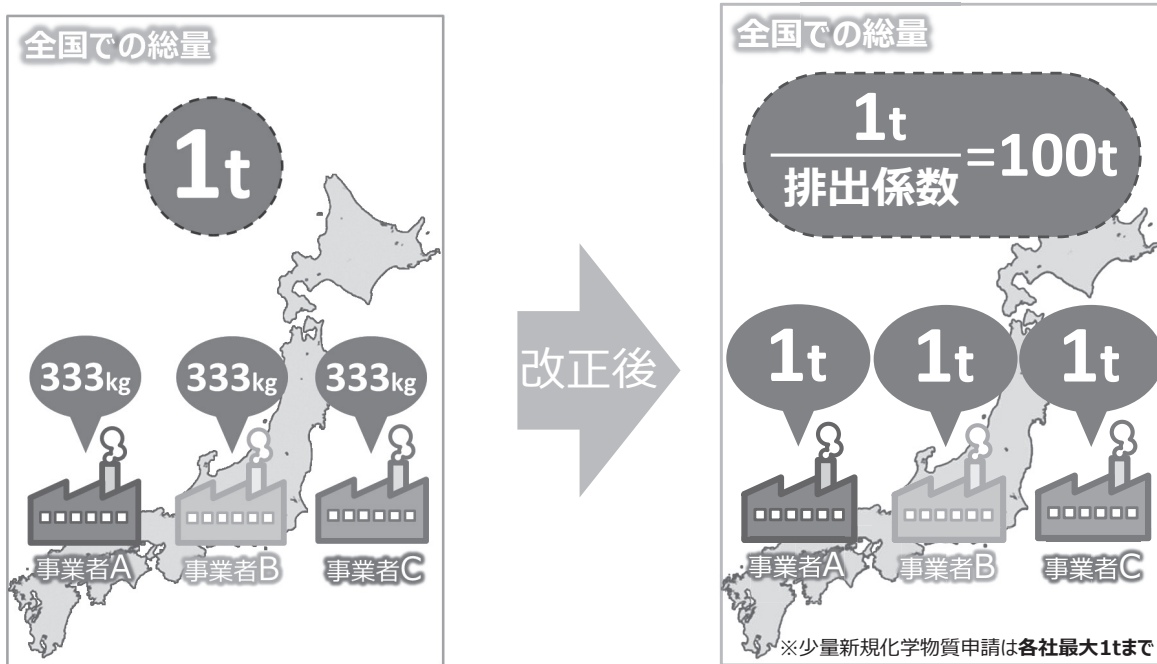 全国での総量
1t
333kg 333kg 333kg
事業者A 事業者B 事業者C
改正後
全国での総量
1t
排出係数
=100t
1t 1t 1t
事業者A 事業者B 事業者C
※少量新規化学物質申請は各社最大1tまで